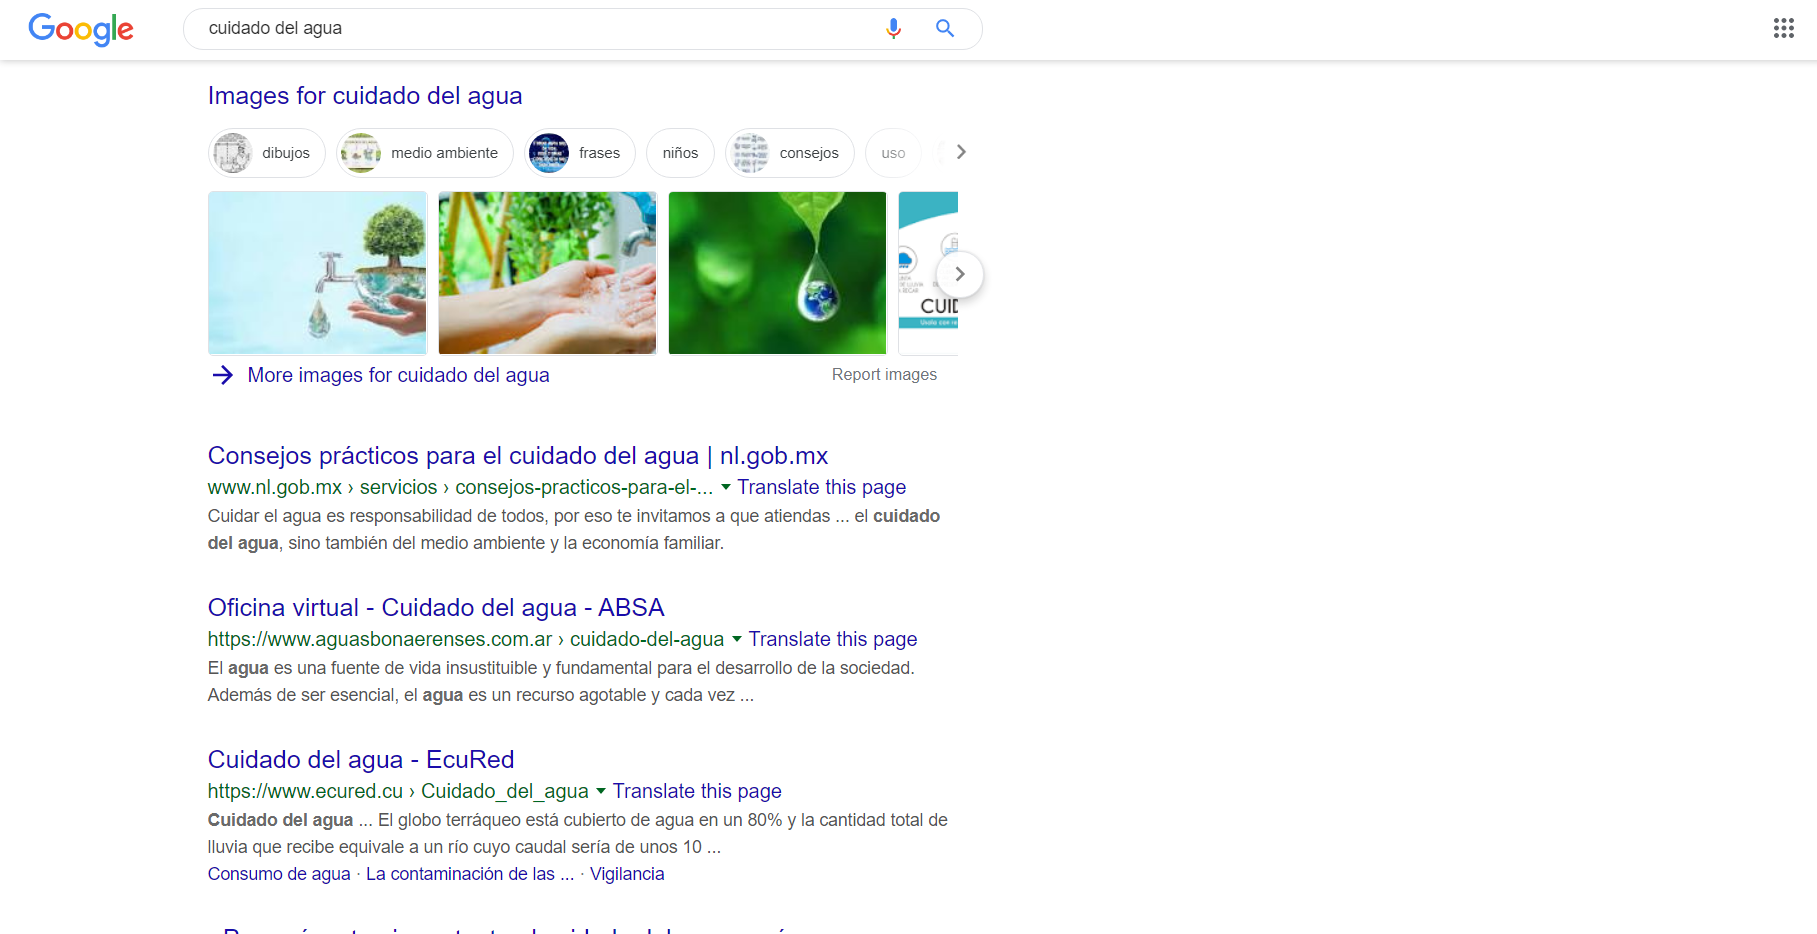 Google
cuidado del agua
Images for cuidado del agua
dibujos
medio ambiente
frases
niños
consejos
uso
CUID
More images for cuidado del agua
Report images
Consejos prácticos para el cuidado del agua | nl.gob.mx
www.nl.gob.mx › servicios › consejos-practicos-para-el-... Translate this page
Cuidar el agua es responsabilidad de todos, por eso te invitamos a que atiendas ... el cuidado
del agua, sino también del medio ambiente y la economía familiar.
Oficina virtual - Cuidado del agua - ABSA
https://www.aguasbonaerenses.com.ar › cuidado-del-agua Translate this page
El agua es una fuente de vida insustituible y fundamental para el desarrollo de la sociedad.
Además de ser esencial, el agua es un recurso agotable y cada vez ...
Cuidado del agua - EcuRed
https://www.ecured.cu › Cuidado_del_agua Translate this page
Cuidado del agua ... El globo terráqueo está cubierto de agua en un 80% y la cantidad total de
lluvia que recibe equivale a un río cuyo caudal sería de unos 10 ...
Consumo de agua · La contaminación de las ... · Vigilancia